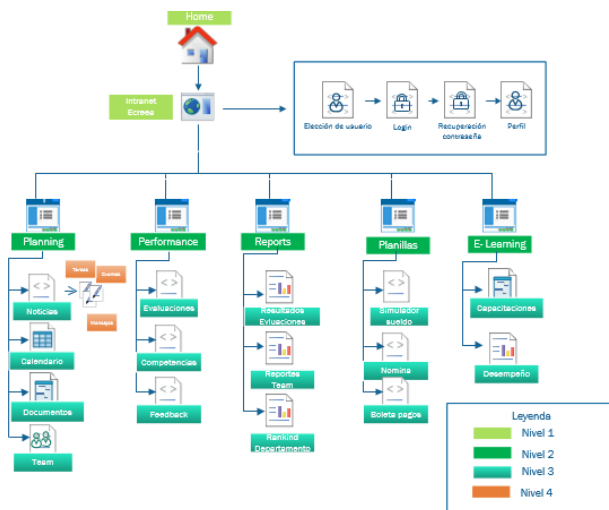 Home
Intranet
Ecreea
Elección de usuario
Login
Recuperación
contraseña
Perfil
Planning
Performance
Reports
Planillas
E- Learning
Tareas
Eventos
Mensajes
Noticias
Calendario
Documentos
Team
Evaluaciones
Competencias
Feedback
Resultados
Evluaciones
Reportes
Team
Rankind
Departamento
Simulador
sueldo
Nomina
Boleta pagos
Capacitaciones
Desempeño
Leyenda
Nivel 1
Nivel 2
Nivel 3
Nivel 4